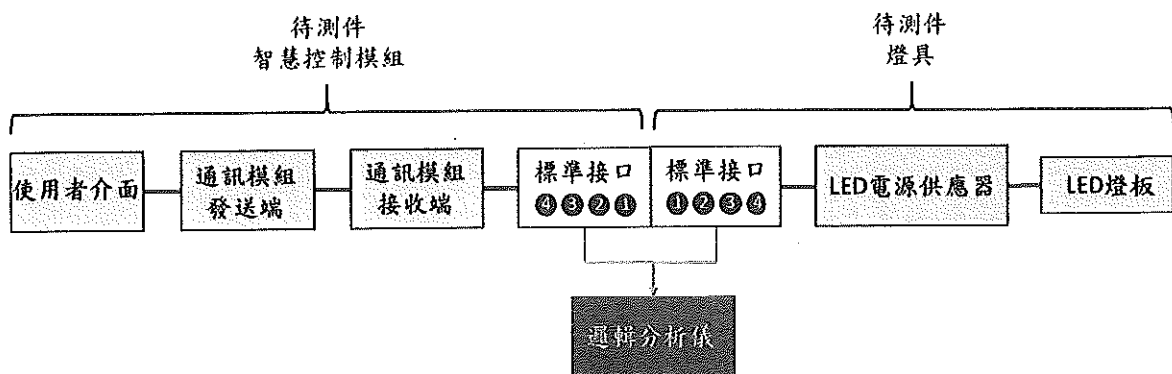 待測件
智慧控制模組
待測件
燈具
使用者介面
通訊模組
發送端
通訊模組
接收端
標準接口
❹❸❷❶
標準接口
❶❷❸❹
LED電源供應器
LED燈板
邏輯分析儀